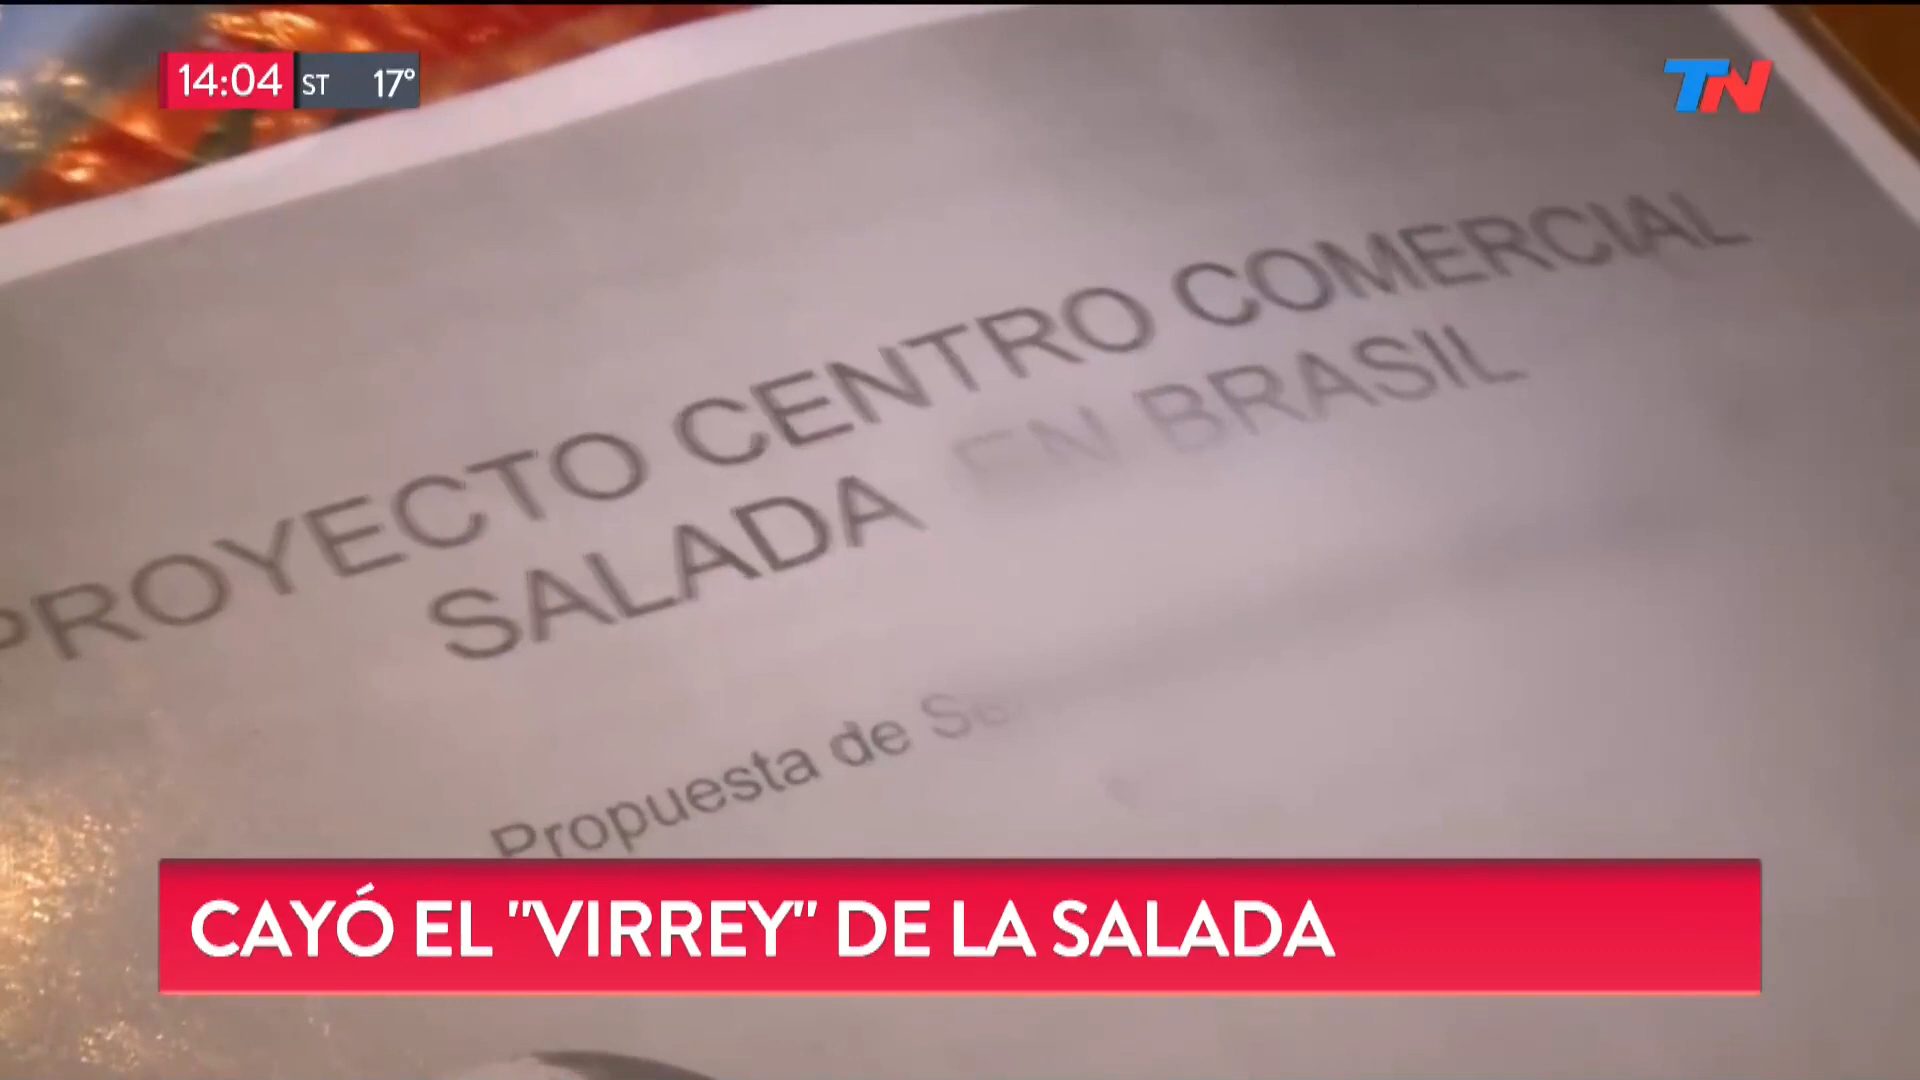 14:04 ST 17°
TN
PROYECTO CENTRO COMERCIAL
SALADA EN BRASIL
Propuesta de
CAYÓ EL "VIRREY" DE LA SALADA